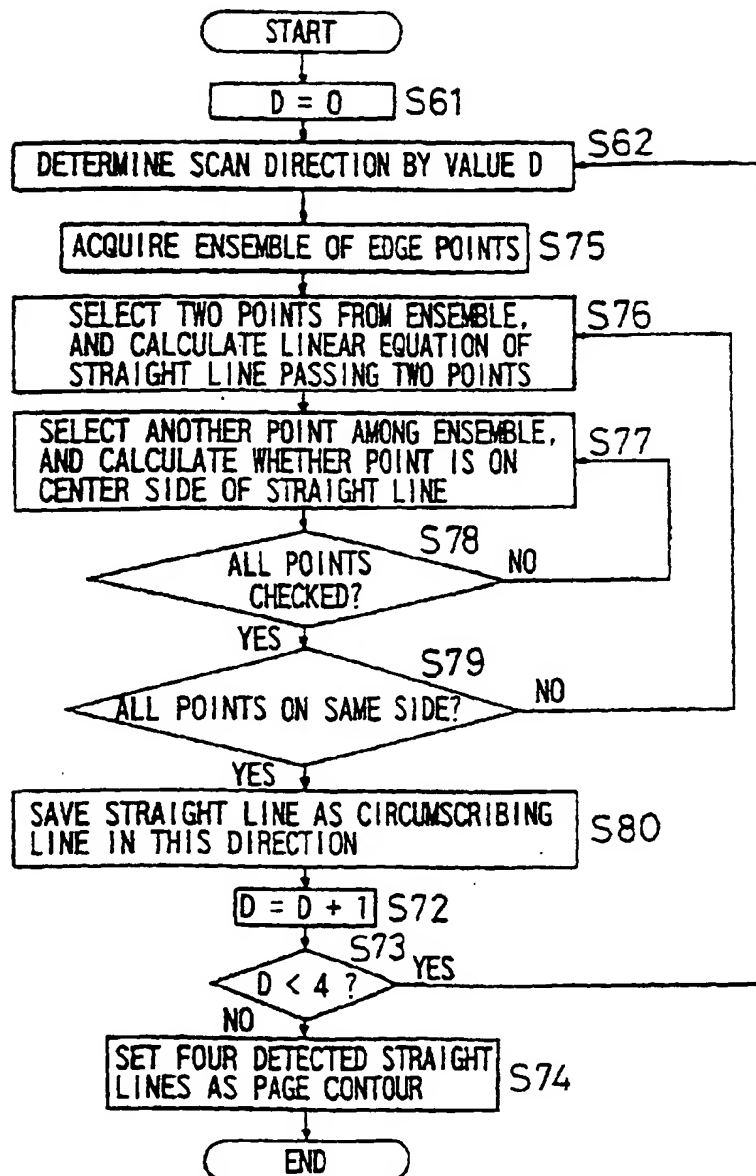 START
D = 0 S61
DETERMINE SCAN DIRECTION BY VALUE D S62
ACQUIRE ENSEMBLE OF EDGE POINTS S75
SELECT TWO POINTS FROM ENSEMBLE, S76
AND CALCULATE LINEAR EQUATION OF
STRAIGHT LINE PASSING TWO POINTS
SELECT ANOTHER POINT AMONG ENSEMBLE, S77
AND CALCULATE WHETHER POINT IS ON
CENTER SIDE OF STRAIGHT LINE
S78
ALL POINTS NO
CHECKED?
YES
S79
ALL POINTS ON SAME SIDE? NO
YES
SAVE STRAIGHT LINE AS CIRCUMSCRIBING S80
LINE IN THIS DIRECTION
D = D + 1 S72
S73
D < 4 ? YES
NO
SET FOUR DETECTED STRAIGHT S74
LINES AS PAGE CONTOUR
END